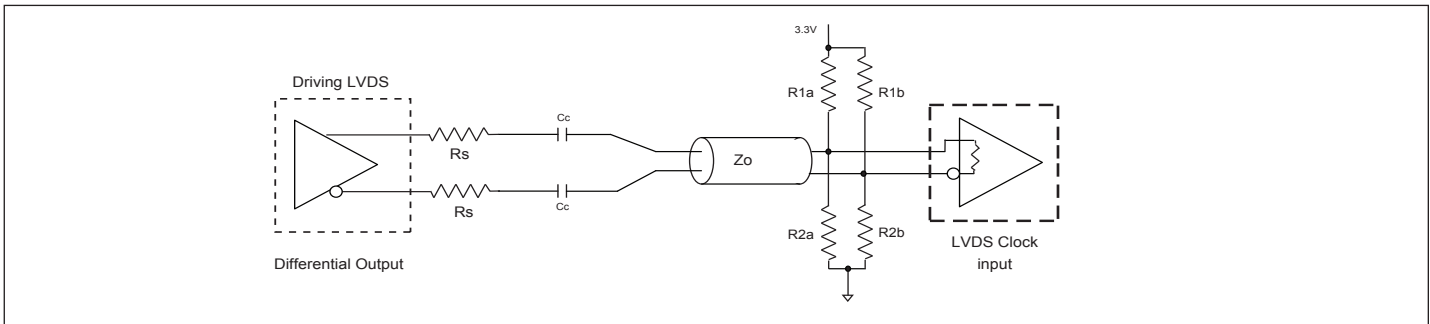 3.3V
Driving LVDS
R1a
R1b
Cc
Rs
Zo
Rs
Cc
R2a
R2b
LVDS Clock
input
Differential Output